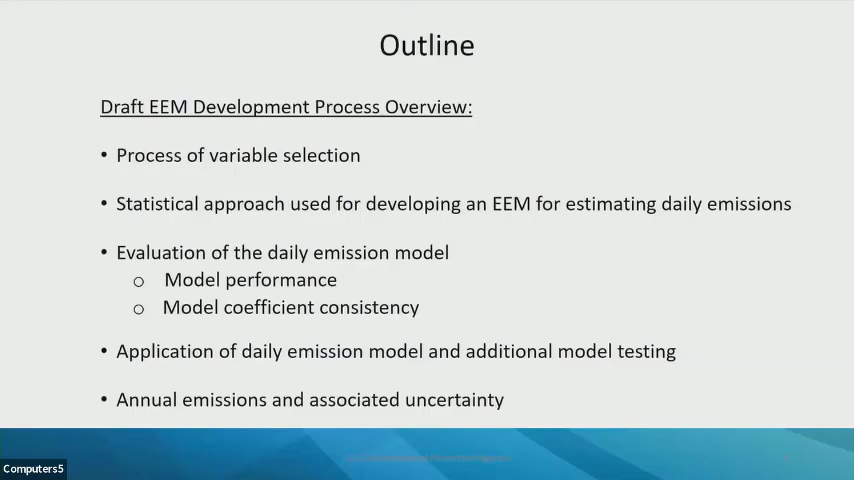 Outline
Draft EEM Development Process Overview:
• Process of variable selection
• Statistical approach used for developing an EEM for estimating daily emissions
• Evaluation of the daily emission model
o Model performance
o Model coefficient consistency
• Application of daily emission model and additional model testing
• Annual emissions and associated uncertainty
Computers5